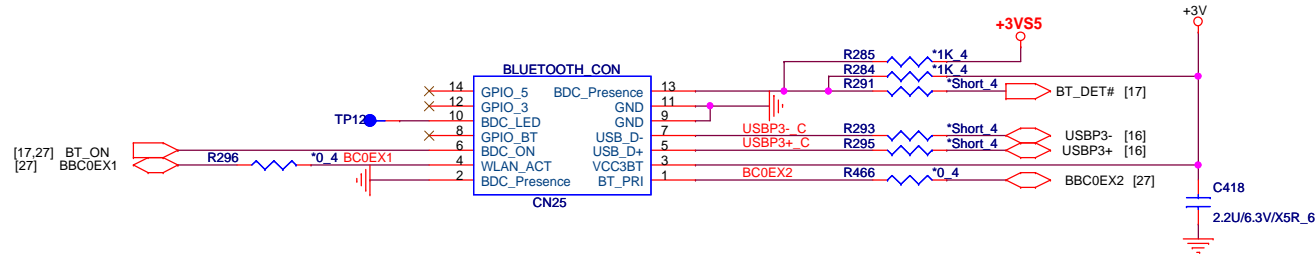 +3V
+3VS5
R285 *1K_4
R284 *1K_4
BLUETOOTH_CON
R291 *Short_4
14 GPIO_5 BDC_Presence 13
BT_DET# [17]
12 GPIO_3 GND 11
TP12 10 BDC_LED GND 9
8 GPIO_BT USB_D- 7 USBP3-_C R293 *Short_4 USBP3- [16]
[17,27] BT_ON 6 BDC_ON USB_D+ 5 USBP3+_C R295 *Short_4 USBP3+ [16]
[27] BBC0EX1 R296 *0_4 BC0EX1 4 WLAN_ACT VCC3BT 3
2 BDC_Presence BT_PRI 1 BC0EX2 R466 *0_4 BBC0EX2 [27]
CN25
C418
2.2U/6.3V/X5R_6